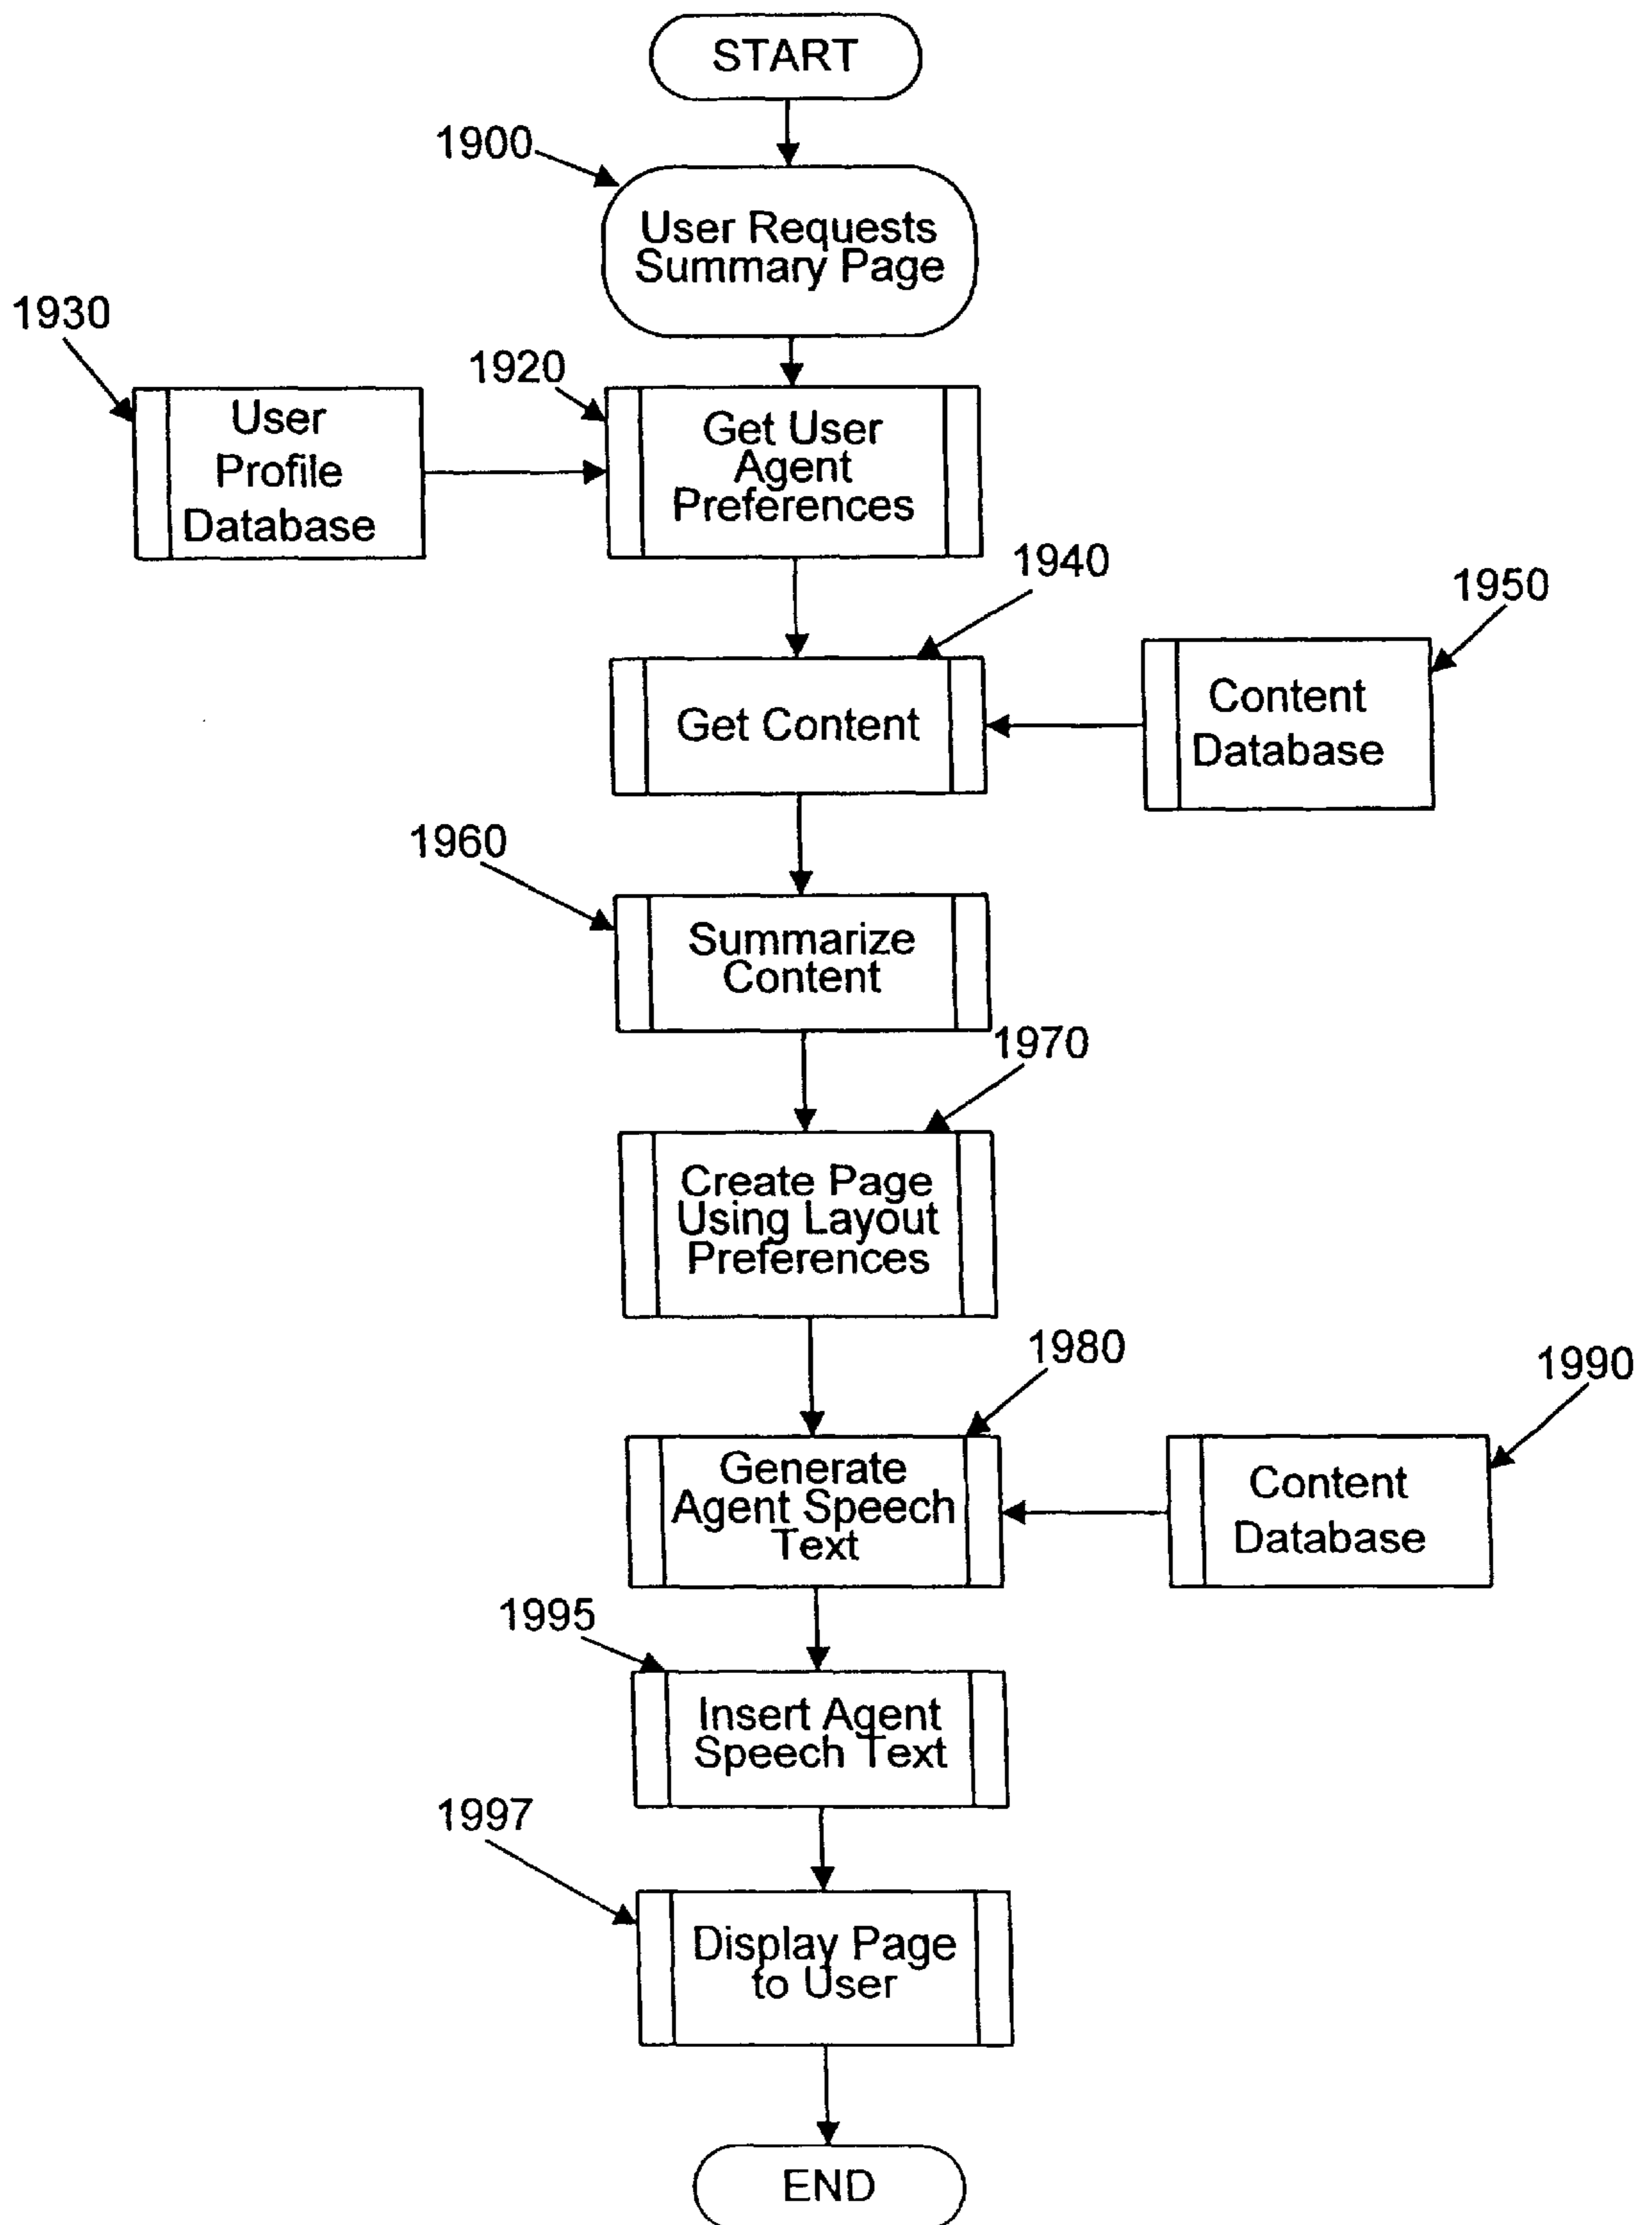 START
1900
User Requests
Summary Page
1930
1920
User
Profile
Database
Get User
Agent
Preferences
1940
1950
Get Content
Content
Database
1960
Summarize
Content
1970
Create Page
Using Layout
Preferences
1980
1990
Generate
Agent Speech
Text
Content
Database
1995
Insert Agent
Speech Text
1997
Display Page
to User
END